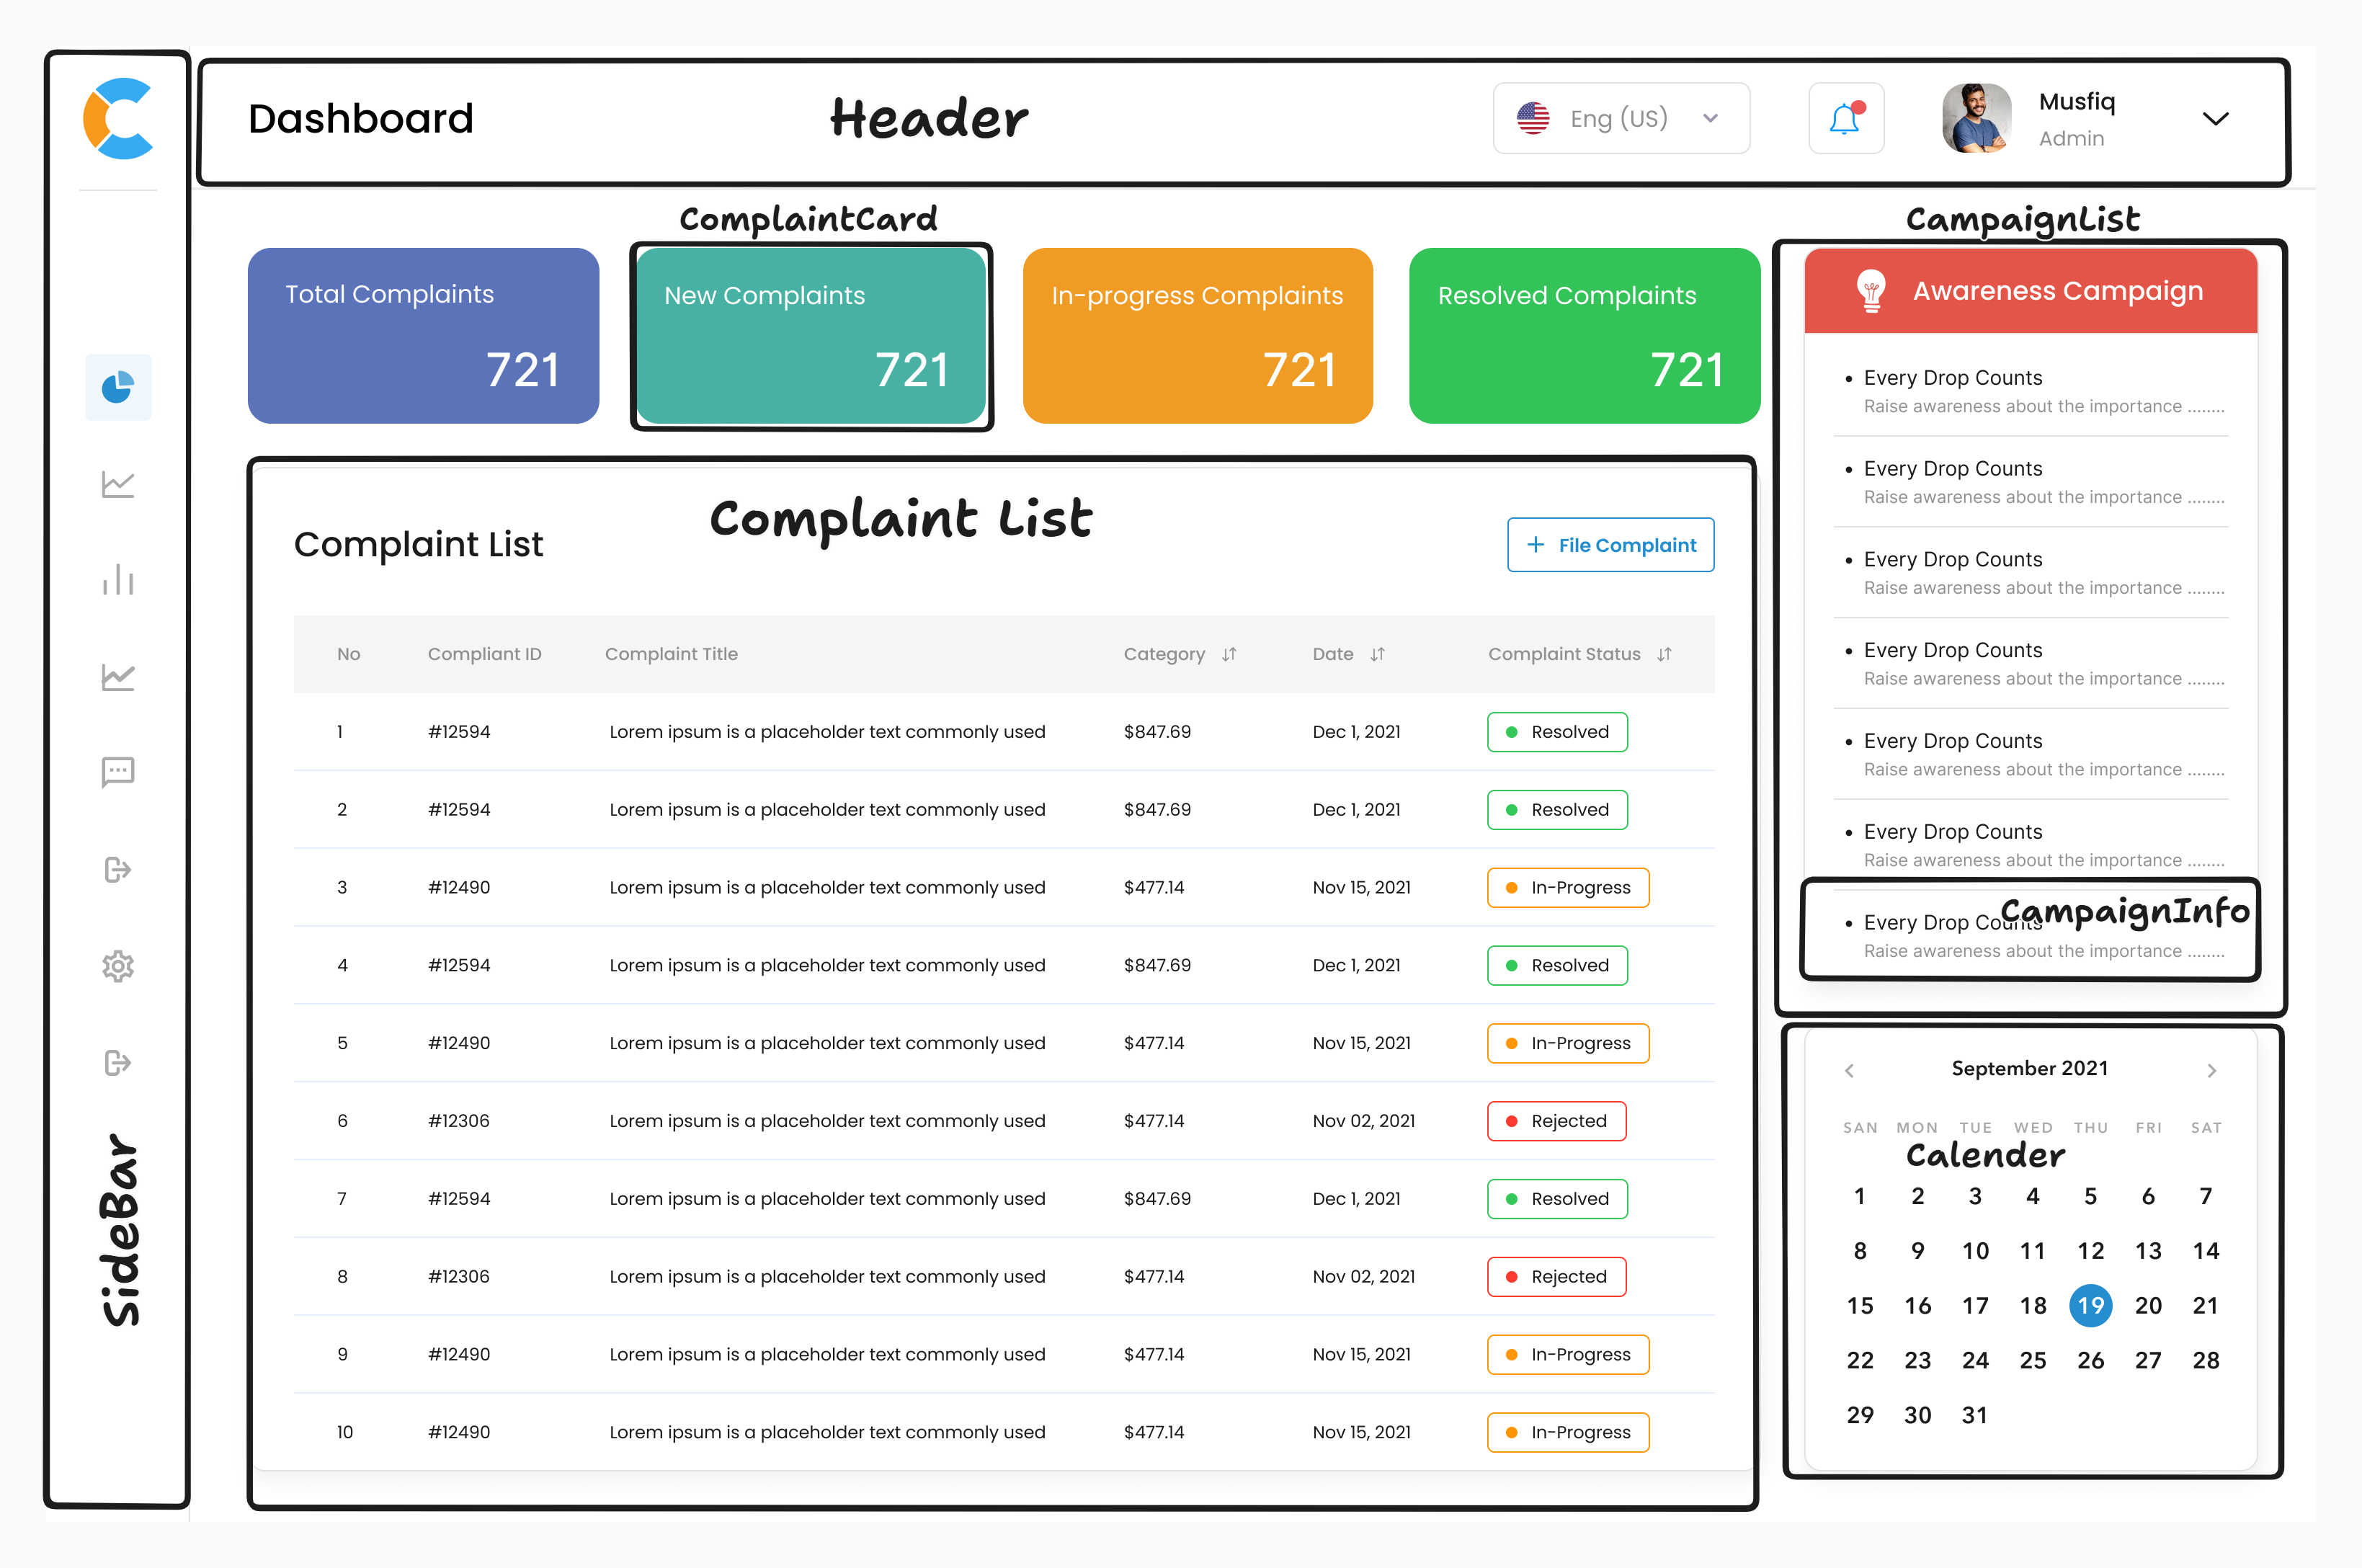 Dashboard
Header
Eng (US)
Musfiq
Admin
ComplaintCard
CampaignList
Total Complaints
721
New Complaints
721
In-progress Complaints
721
Resolved Complaints
721
Awareness Campaign
Every Drop Counts
Raise awareness about the importance ........
Every Drop Counts
Raise awareness about the importance ........
Every Drop Counts
Raise awareness about the importance ........
Every Drop Counts
Raise awareness about the importance ........
Every Drop Counts
Raise awareness about the importance ........
Every Drop Counts
Raise awareness about the importance ........
Every Drop Counts
CampaignInfo
Raise awareness about the importance ........
Complaint List
Complaint List
+ File Complaint
No Compliant ID Complaint Title Category Date Complaint Status
1 #12594 Lorem ipsum is a placeholder text commonly used $847.69 Dec 1, 2021 Resolved
2 #12594 Lorem ipsum is a placeholder text commonly used $847.69 Dec 1, 2021 Resolved
3 #12490 Lorem ipsum is a placeholder text commonly used $477.14 Nov 15, 2021 In-Progress
4 #12594 Lorem ipsum is a placeholder text commonly used $847.69 Dec 1, 2021 Resolved
5 #12490 Lorem ipsum is a placeholder text commonly used $477.14 Nov 15, 2021 In-Progress
6 #12306 Lorem ipsum is a placeholder text commonly used $477.14 Nov 02, 2021 Rejected
7 #12594 Lorem ipsum is a placeholder text commonly used $847.69 Dec 1, 2021 Resolved
8 #12306 Lorem ipsum is a placeholder text commonly used $477.14 Nov 02, 2021 Rejected
9 #12490 Lorem ipsum is a placeholder text commonly used $477.14 Nov 15, 2021 In-Progress
10 #12490 Lorem ipsum is a placeholder text commonly used $477.14 Nov 15, 2021 In-Progress
September 2021
SAN MON TUE WED THU FRI SAT
Calender
1 2 3 4 5 6 7
8 9 10 11 12 13 14
15 16 17 18 19 20 21
22 23 24 25 26 27 28
29 30 31
SideBar